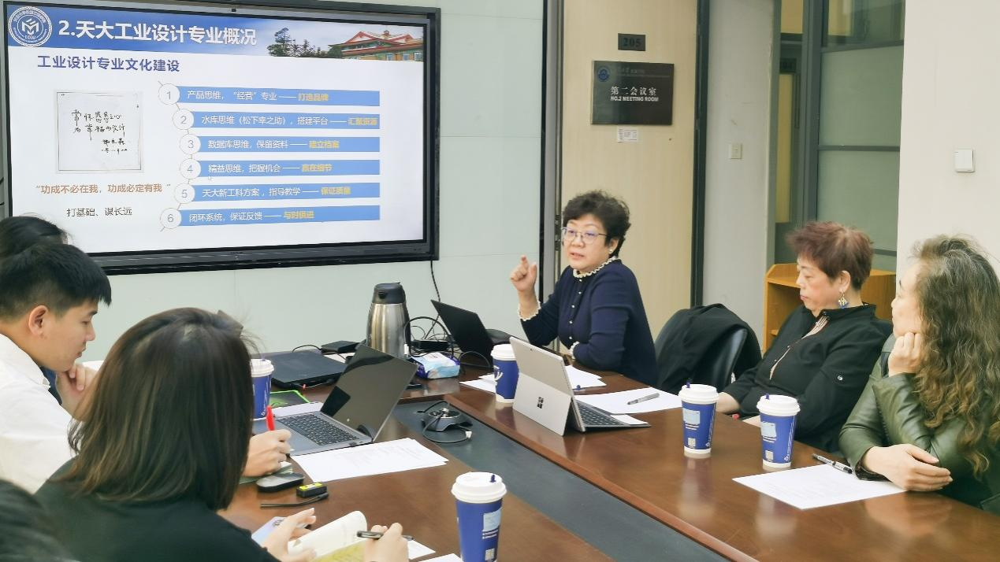 2.天大工业设计专业概况
工业设计专业文化建设
1 产品思维，“经营”专业 —— 打造品牌
2 水库思维（松下幸之助），搭建平台 —— 汇聚资源
3 数据库思维，保留资料 —— 建立档案
4 精益思维，把握机会 —— 赢在细节
5 天大新工科方案，指导教学 —— 保证质量
6 闭环系统，保证反馈 —— 与时俱进
“功成不必在我，功成必定有我”
打基础、谋长远
205
第二会议室
NO.2 MEETING ROOM